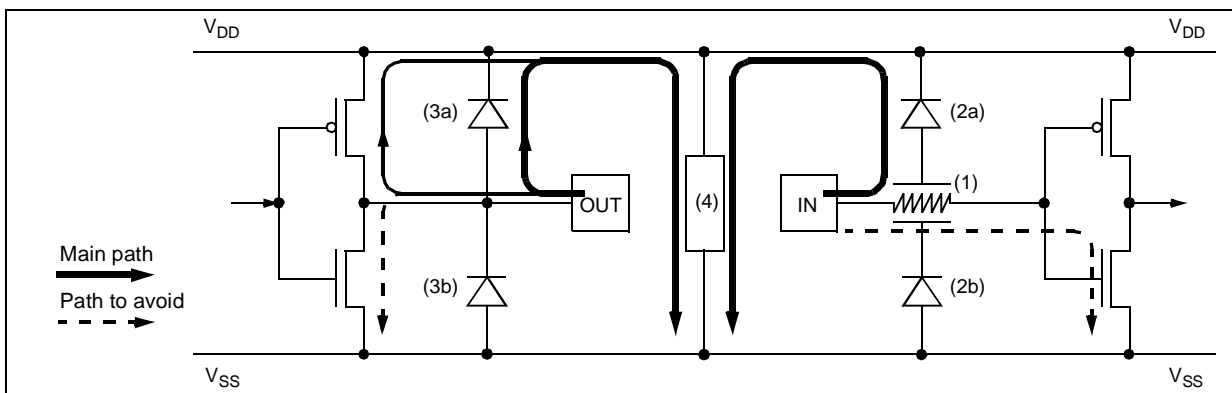 V_DD
V_DD
(3a)
(2a)
(1)
OUT
(4)
IN
Main path
Path to avoid
(3b)
(2b)
V_SS
V_SS